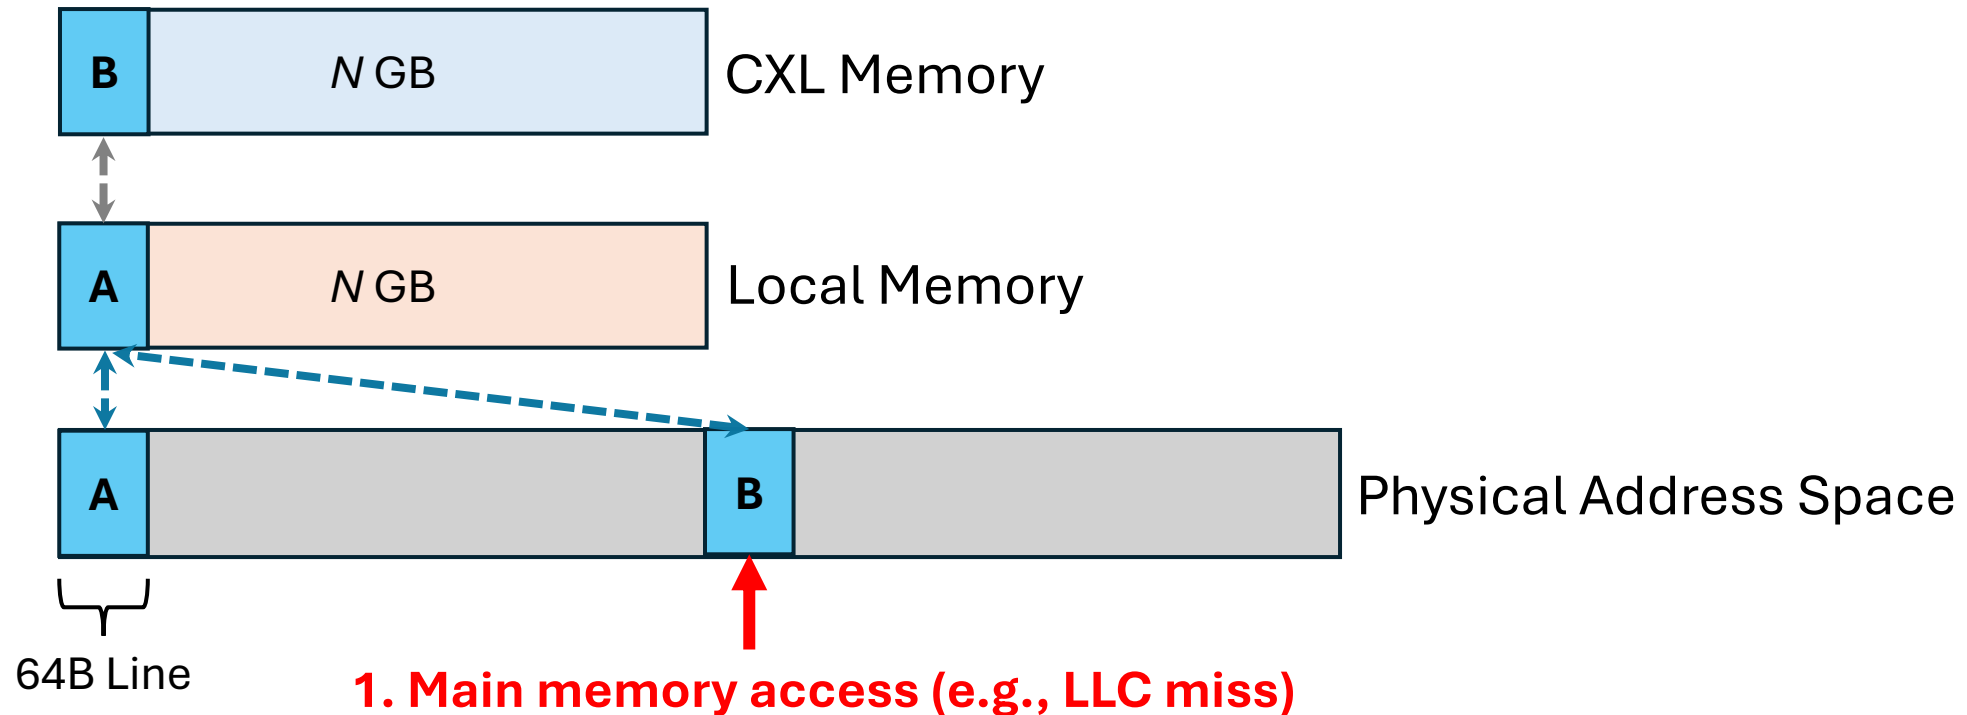 B
N GB
CXL Memory
A
N GB
Local Memory
A
B
Physical Address Space
64B Line
1. Main memory access (e.g., LLC miss)